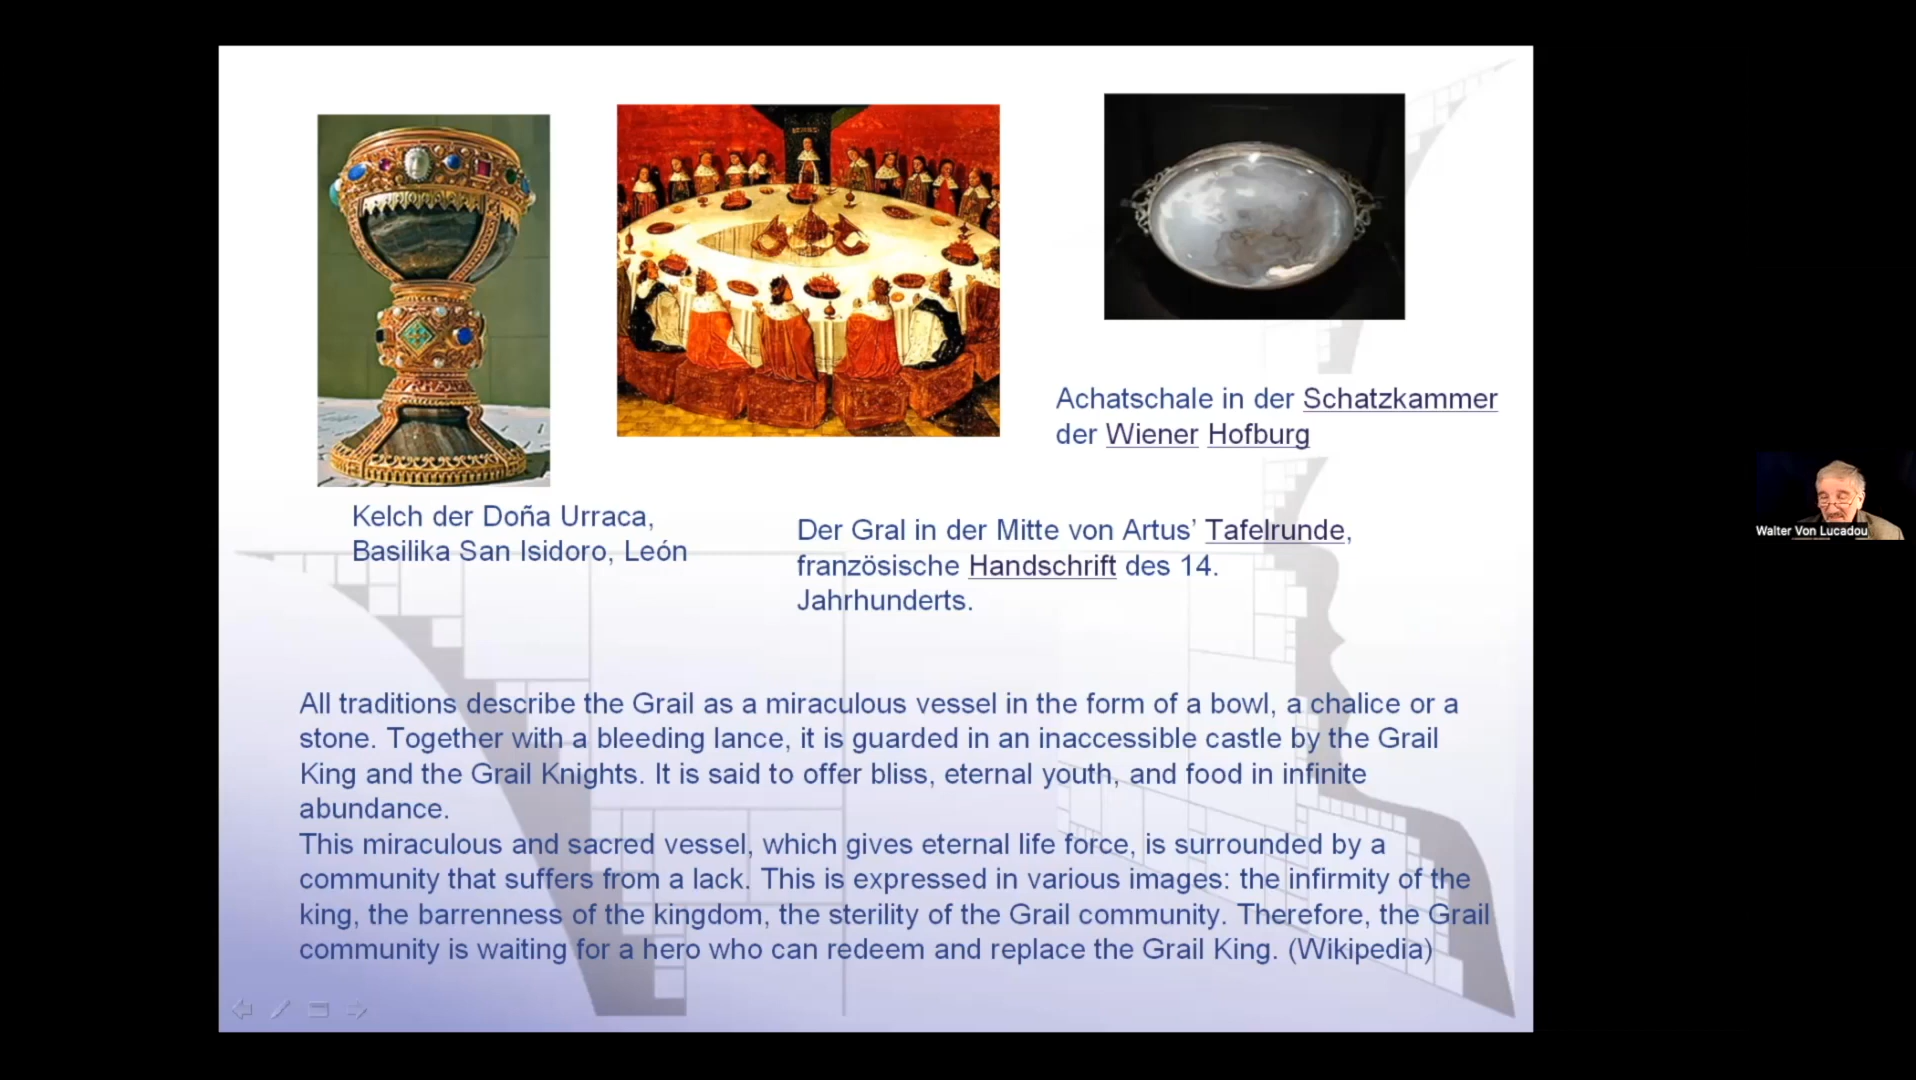 Achatschale in der Schatzkammer
der Wiener Hofburg
Kelch der Doña Urraca,
Basilika San Isidoro, León
Der Gral in der Mitte von Artus’ Tafelrunde,
französische Handschrift des 14.
Jahrhunderts.
All traditions describe the Grail as a miraculous vessel in the form of a bowl, a chalice or a
stone. Together with a bleeding lance, it is guarded in an inaccessible castle by the Grail
King and the Grail Knights. It is said to offer bliss, eternal youth, and food in infinite
abundance.
This miraculous and sacred vessel, which gives eternal life force, is surrounded by a
community that suffers from a lack. This is expressed in various images: the infirmity of the
king, the barrenness of the kingdom, the sterility of the Grail community. Therefore, the Grail
community is waiting for a hero who can redeem and replace the Grail King. (Wikipedia)
Walter Von Lucadou